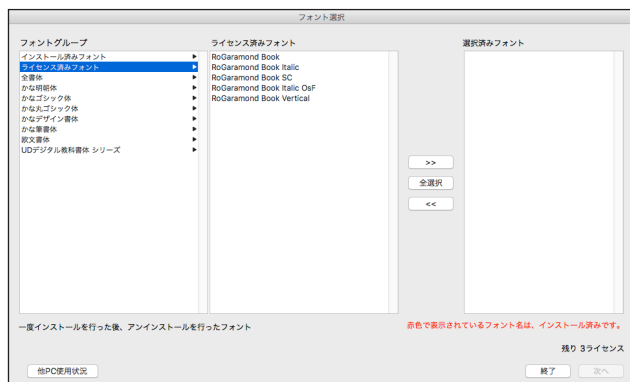 フォント選択
フォントグループ
インストール済みフォント
ライセンス済みフォント
全書体
かな明朝体
かなゴシック体
かな丸ゴシック体
かなデザイン書体
かな筆書体
欧文書体
UDデジタル教科書体 シリーズ
ライセンス済みフォント
RoGaramond Book
RoGaramond Book Italic
RoGaramond Book SC
RoGaramond Book Italic OsF
RoGaramond Book Vertical
>>
全選択
<<
選択済みフォント
一度インストールを行った後、アンインストールを行ったフォント
赤色で表示されているフォント名は、インストール済みです。
残り 3ライセンス
他PC使用状況
終了
次へ